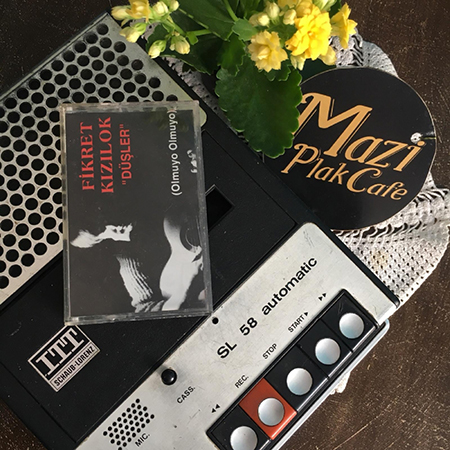 FİKRET
KIZILOK
"DÜŞLER"
(Olmuyo Olmuyo)
Mazi
Plak Cafe
ITT
SCHAUB-LORENZ
SL 58 automatic
CASS.
REC.
STOP
START
MIC.